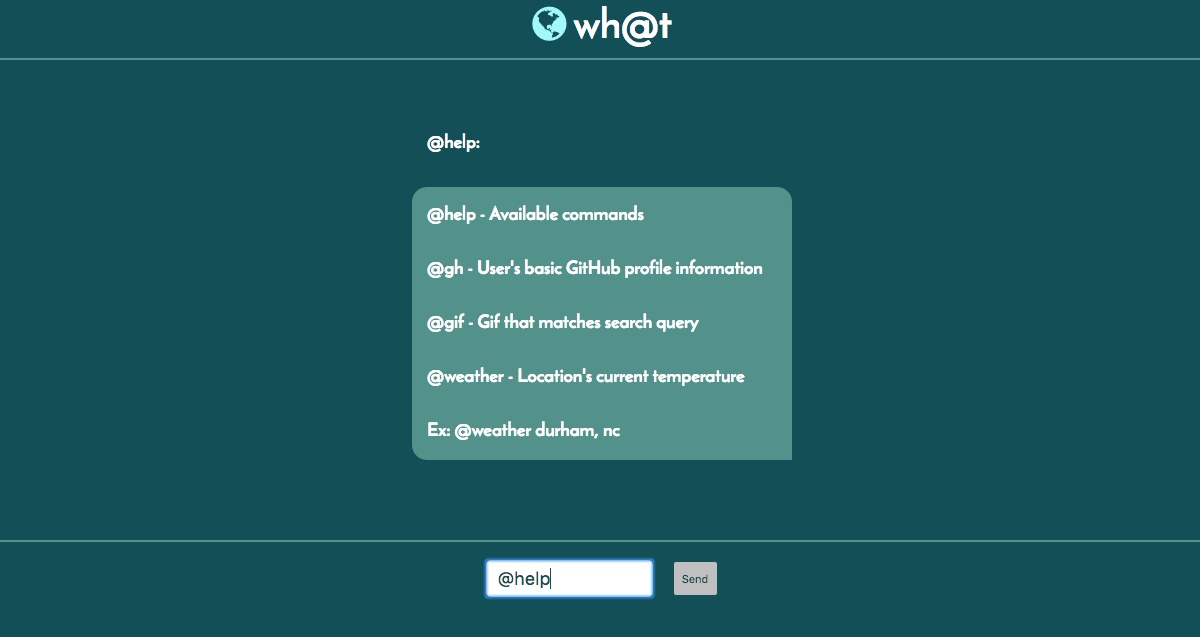 wh@t
@help:
@help - Available commands
@gh - User's basic GitHub profile information
@gif - Gif that matches search query
@weather - Location's current temperature
Ex: @weather durham, nc
@help
Send